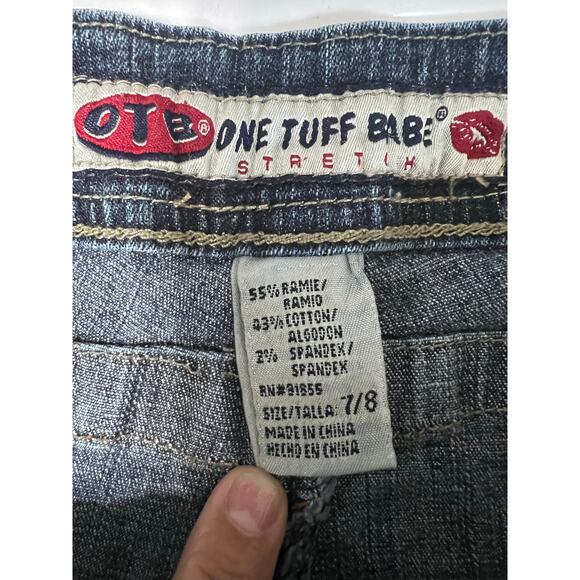 OTB® ONE TUFF BABE®
STRETCH
55% RAMIE/
RAMIO
43% COTTON/
ALGODON
2% SPANDEX/
SPANDEX
RN#91855
SIZE/TALLA: 7/8
MADE IN CHINA
HECHO EN CHINA